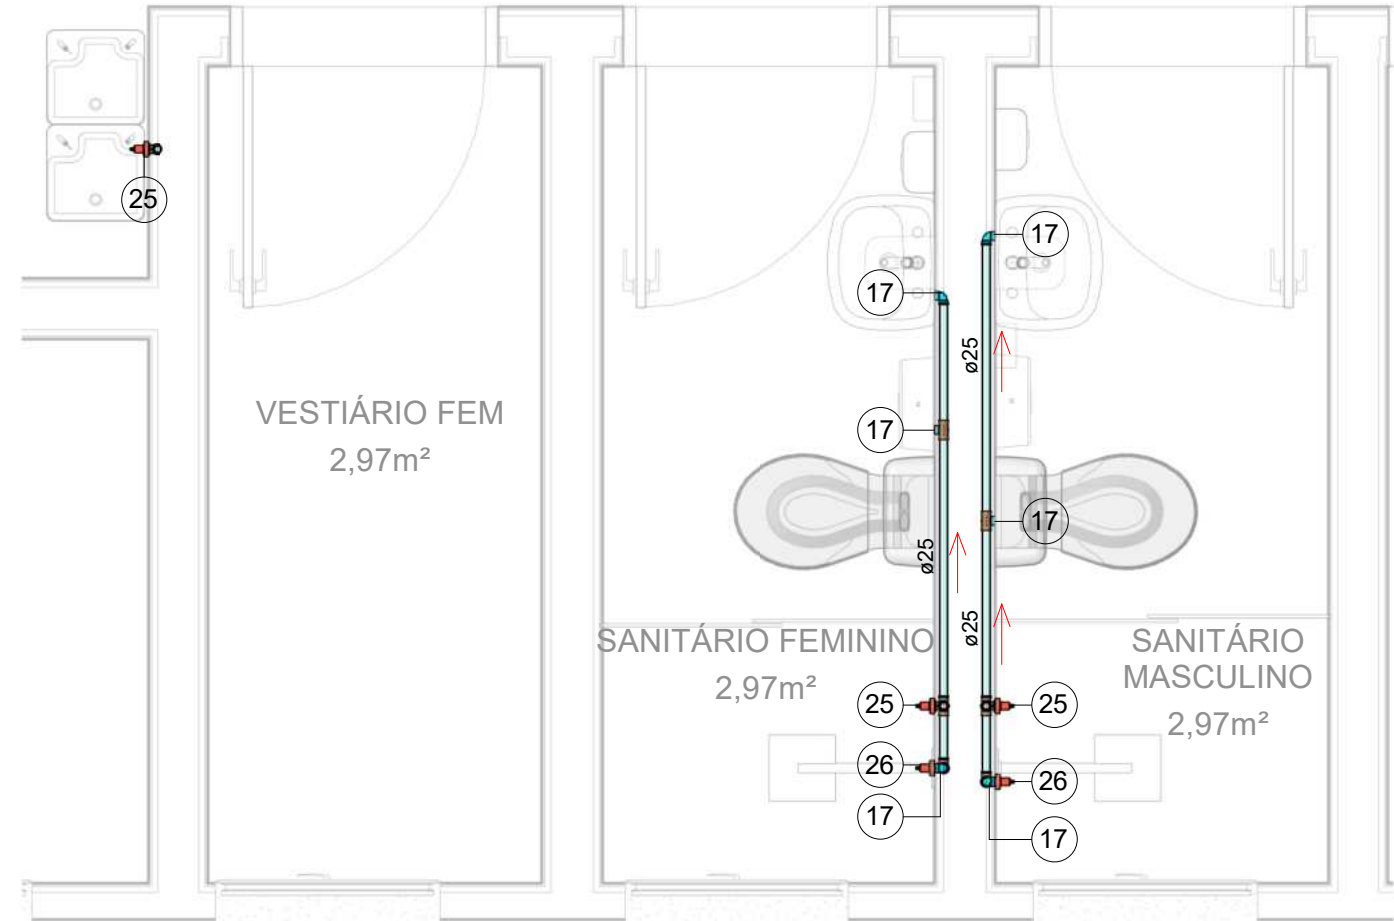 25
17
17
ø25
VESTIÁRIO FEM
2,97m²
17
17
ø25
ø25
SANITÁRIO FEMININO
2,97m²
SANITÁRIO
MASCULINO
2,97m²
25
25
26
26
17
17